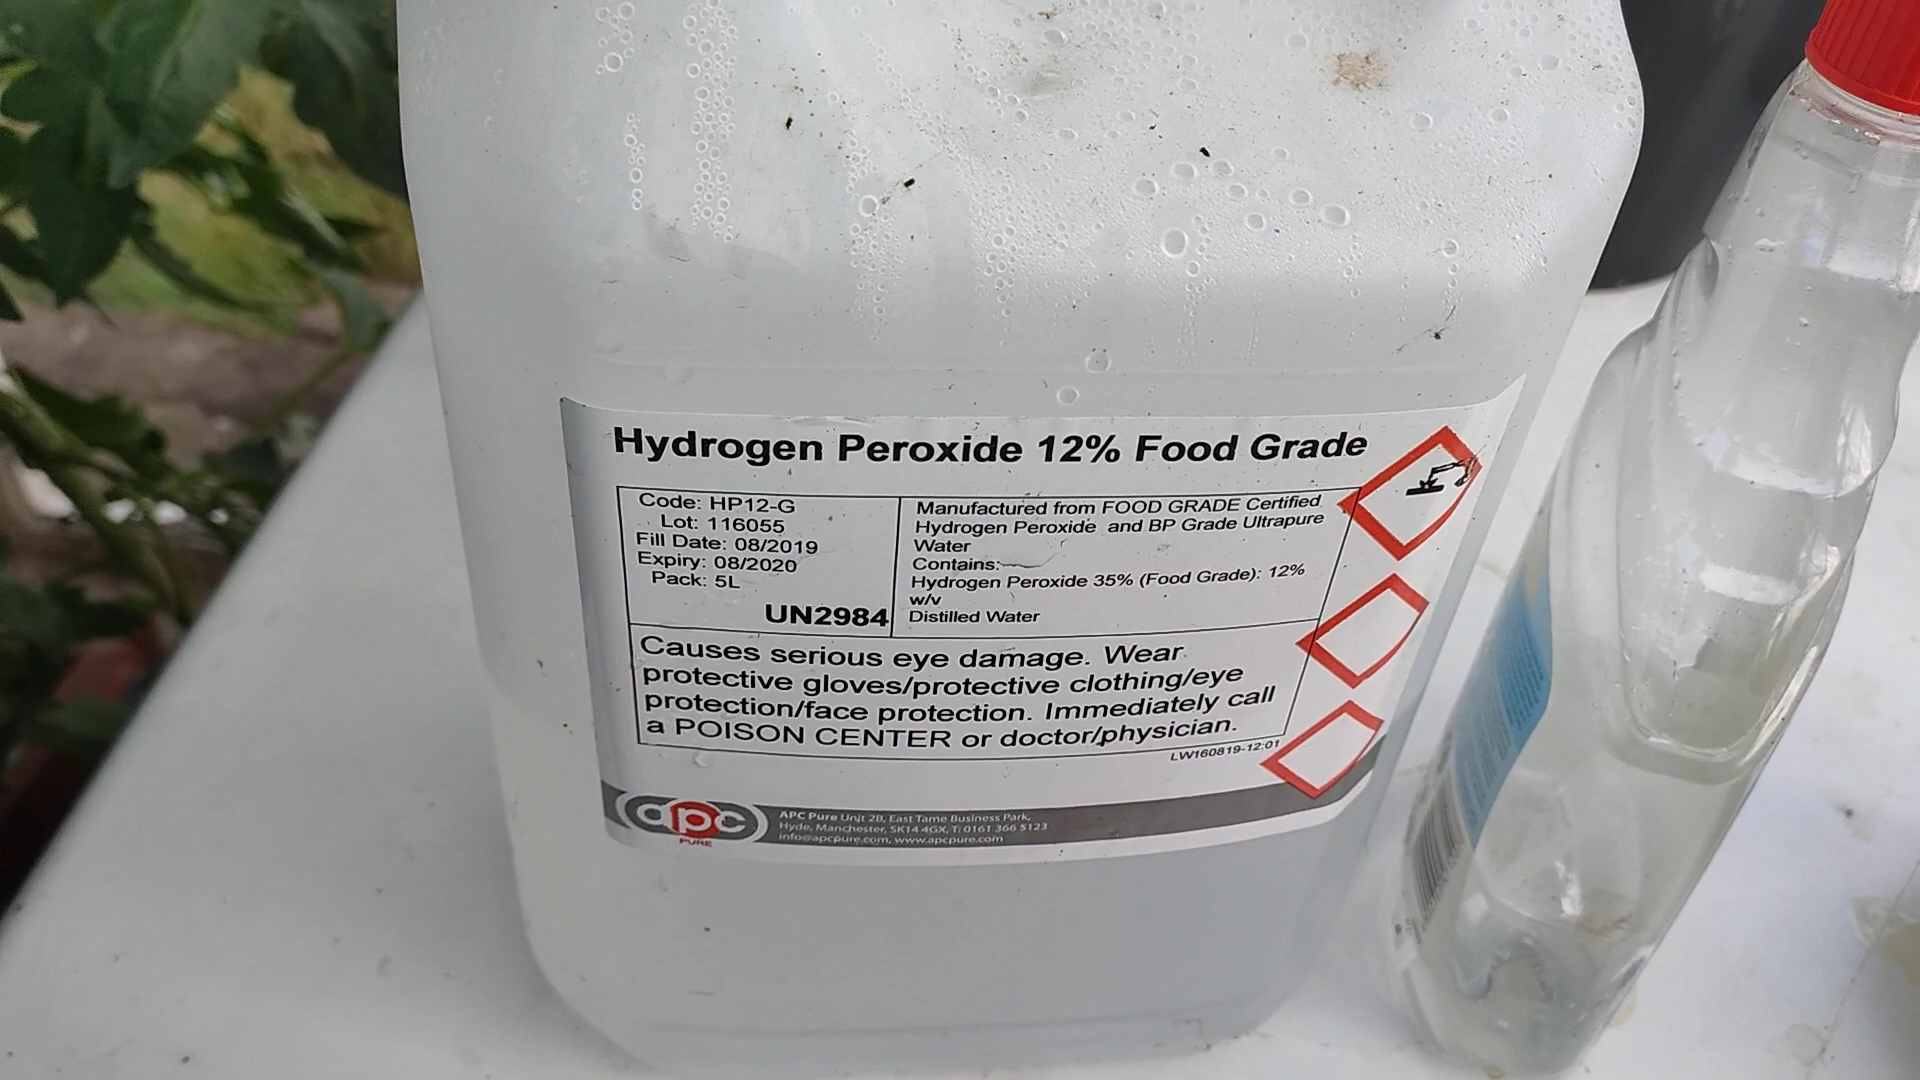 Hydrogen Peroxide 12% Food Grade
Code: HP12-G
Lot: 116055
Fill Date: 08/2019
Expiry: 08/2020
Pack: 5L
UN2984
Manufactured from FOOD GRADE Certified
Hydrogen Peroxide and BP Grade Ultrapure
Water
Contains:
Hydrogen Peroxide 35% (Food Grade): 12%
w/v
Distilled Water
Causes serious eye damage. Wear
protective gloves/protective clothing/eye
protection/face protection. Immediately call
a POISON CENTER or doctor/physician.
LW160819-12:01
apc
PURE
APC Pure Unit 2B, East Tame Business Park,
Hyde, Manchester, SK14 4GX, T: 0161 366 5123
Info@apcpure.com, www.apcpure.com